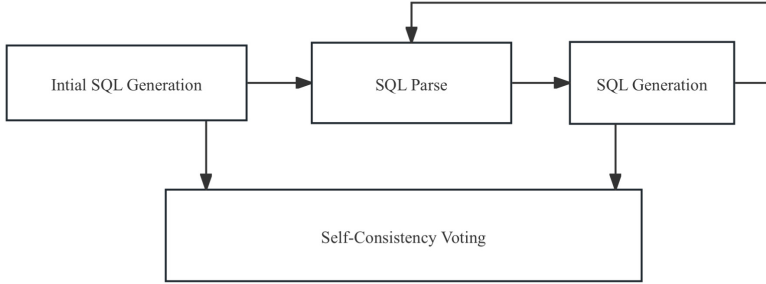 Intial SQL Generation
SQL Parse
SQL Generation
Self-Consistency Voting